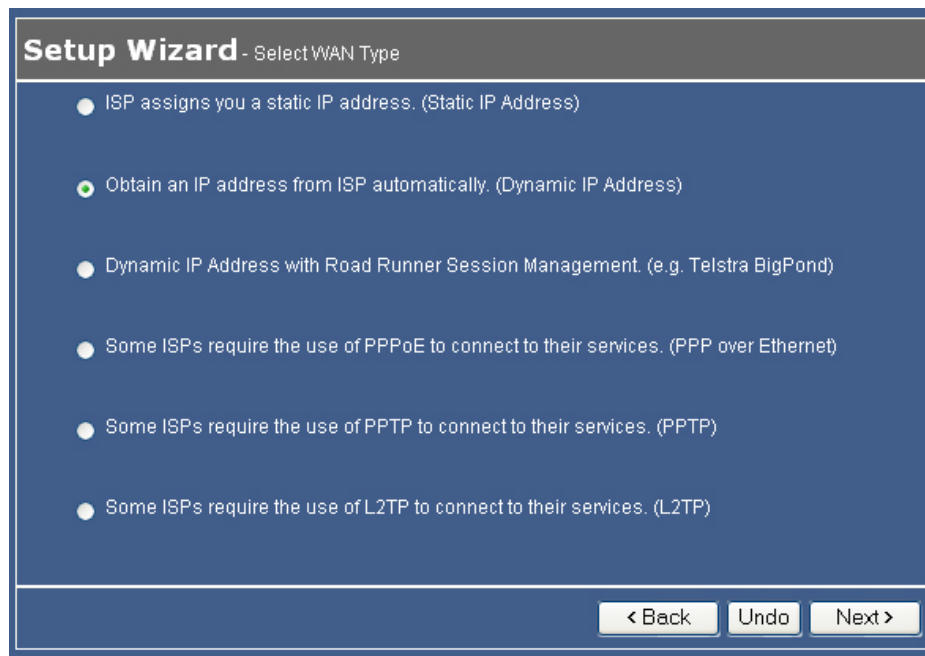 Setup Wizard - Select WAN Type
ISP assigns you a static IP address. (Static IP Address)
Obtain an IP address from ISP automatically. (Dynamic IP Address)
Dynamic IP Address with Road Runner Session Management. (e.g. Telstra BigPond)
Some ISPs require the use of PPPoE to connect to their services. (PPP over Ethernet)
Some ISPs require the use of PPTP to connect to their services. (PPTP)
Some ISPs require the use of L2TP to connect to their services. (L2TP)
< Back Undo Next >